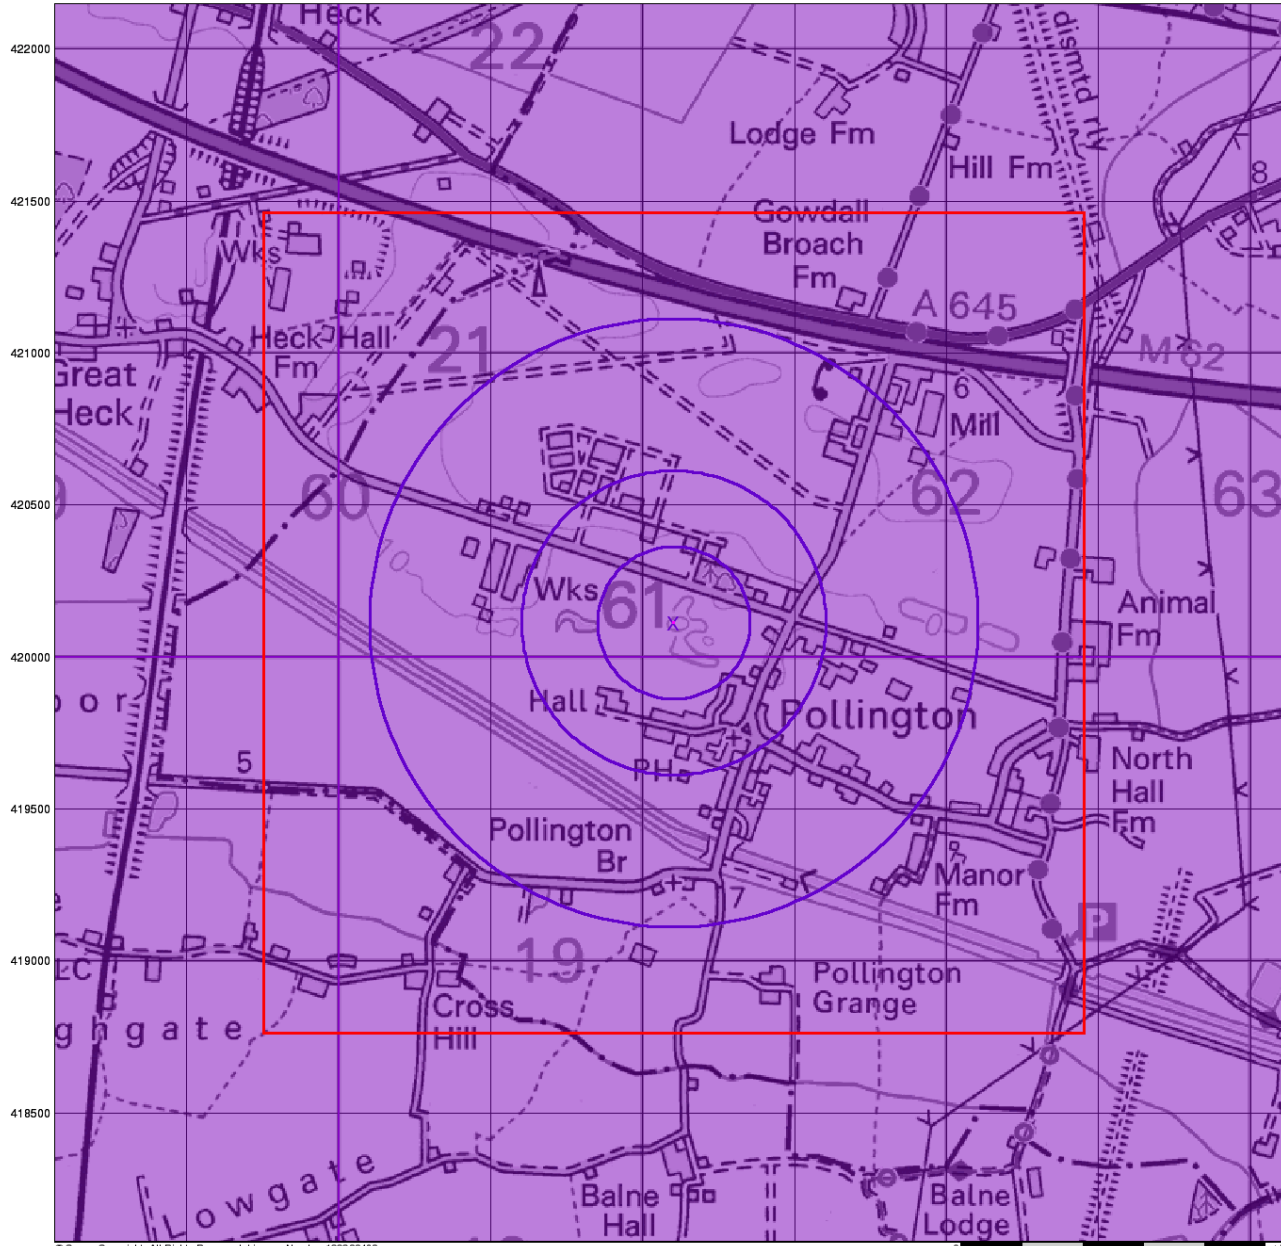 Heck
22
422000
dismtd rly
Lodge Fm
Hill Fm
8
421500
Gowdall
Broach
Fm
Wks
A 645
Heck Hall
Fm
21
421000
M 62
Great
Heck
6
Mill
60
62
63
420500
10
Wks
61
X
Animal
Fm
420000
Hall
Pollington
PH
5
North
Hall
Fm
419500
Pollington
Br
Manor
Fm
7
P
19
419000
LC
Pollington
Grange
Cross
Hill
ghgate
418500
Lowgate
Balne
Hall
Balne
Lodge